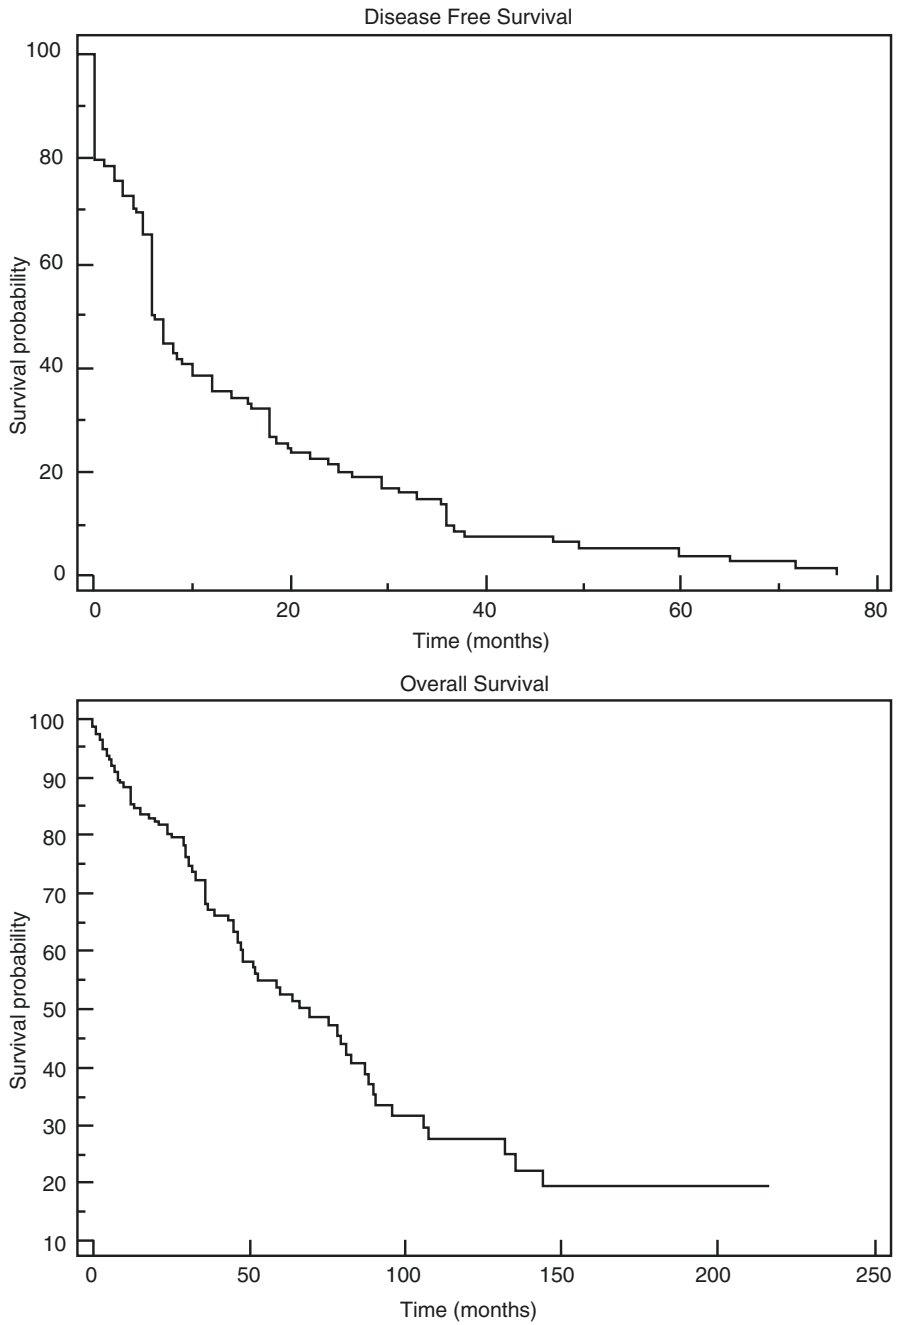 Disease Free Survival
100
80
60
40
20
0
Survival probability
0 20 40 60 80
Time (months)
Overall Survival
100
90
80
70
60
50
40
30
20
10
Survival probability
0 50 100 150 200 250
Time (months)